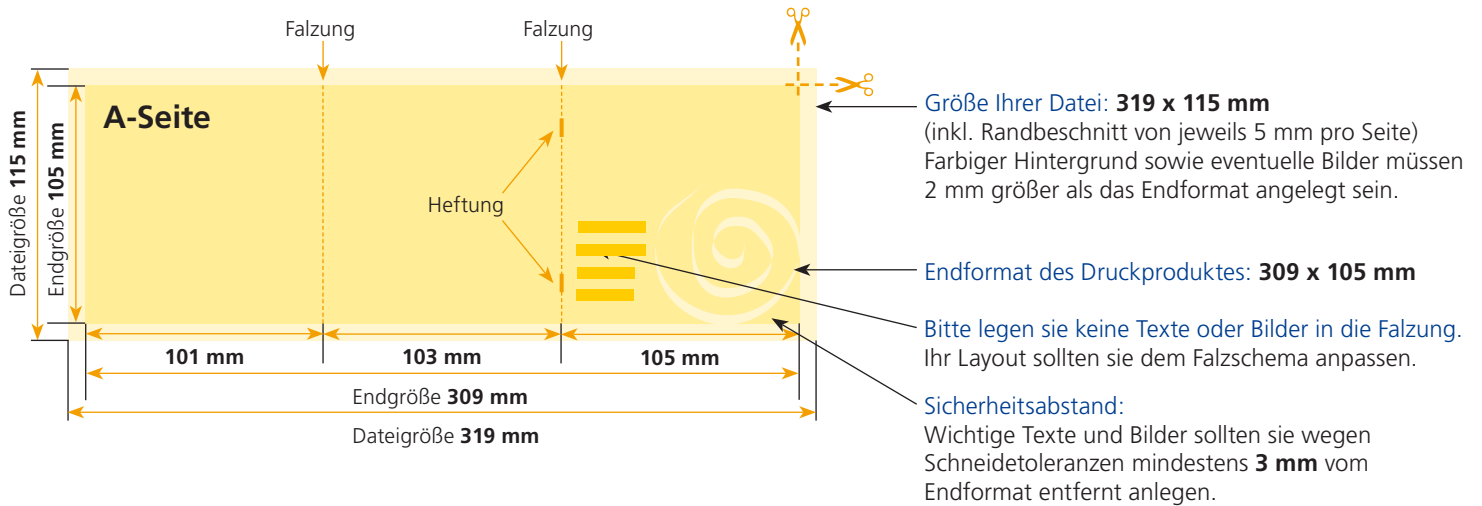 Falzung
Falzung
A-Seite
Dateigröße 115 mm
Endgröße 105 mm
Heftung
101 mm
103 mm
105 mm
Endgröße 309 mm
Dateigröße 319 mm
Größe Ihrer Datei: 319 x 115 mm
(inkl. Randbeschnitt von jeweils 5 mm pro Seite)
Farbiger Hintergrund sowie eventuelle Bilder müssen
2 mm größer als das Endformat angelegt sein.
Endformat des Druckproduktes: 309 x 105 mm
Bitte legen sie keine Texte oder Bilder in die Falzung.
Ihr Layout sollten sie dem Falzschema anpassen.
Sicherheitsabstand:
Wichtige Texte und Bilder sollten sie wegen
Schneidetoleranzen mindestens 3 mm vom
Endformat entfernt anlegen.